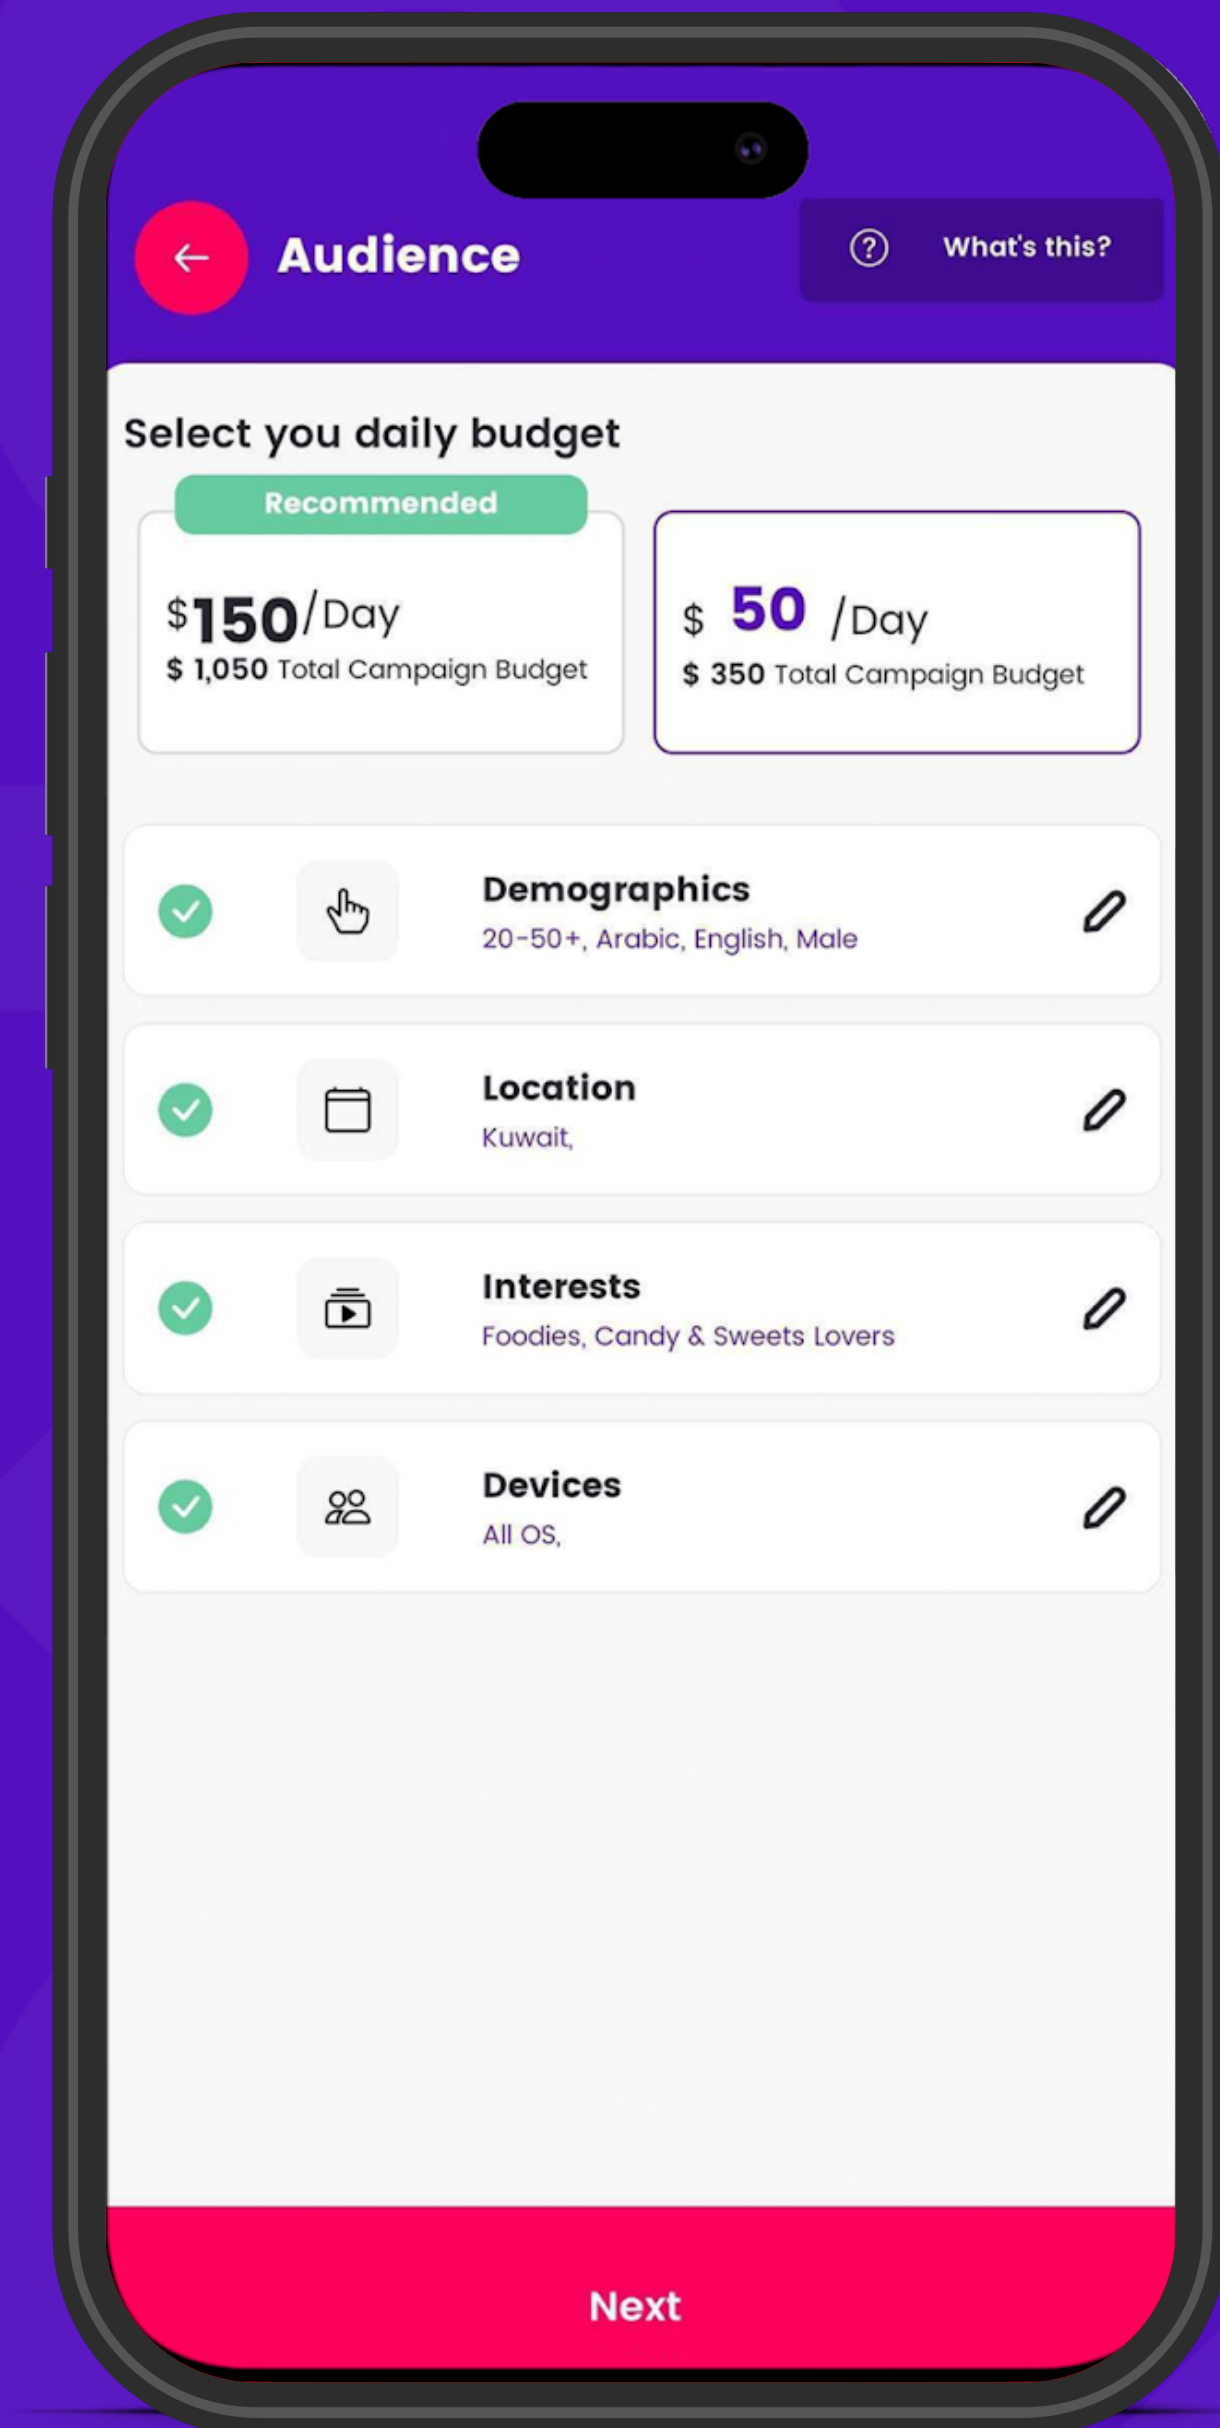 Audience
What's this?
Select you daily budget
Recommended
$150/Day
$ 1,050 Total Campaign Budget
$ 50 /Day
$ 350 Total Campaign Budget
Demographics
20-50+, Arabic, English, Male
Location
Kuwait,
Interests
Foodies, Candy & Sweets Lovers
Devices
All OS,
Next